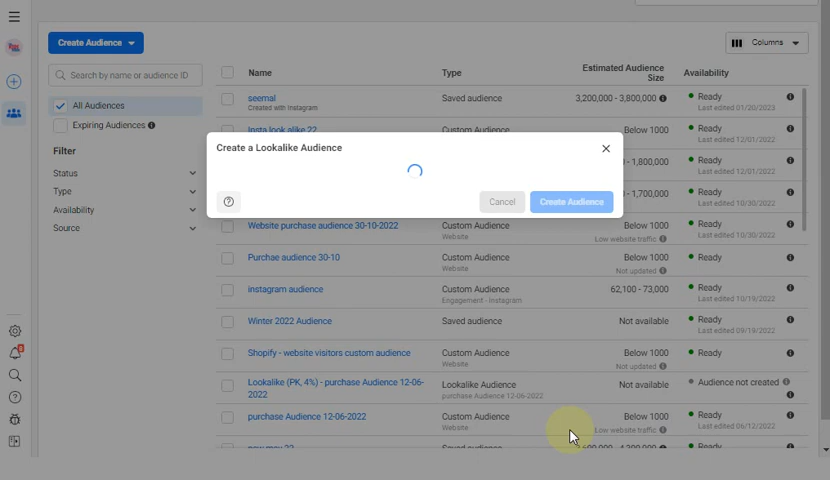 Create Audience
Columns
Search by name or audience ID
All Audiences
Expiring Audiences
Filter
Status
Type
Availability
Source
Name
Type
Estimated Audience Size
Availability
seemal
Created with Instagram
Saved audience
3,200,000 - 3,800,000
Ready
Last edited 01/20/2023
Insta look alike 22
Custom Audience
Below 1000
Ready
Last edited 12/01/2022
Create a Lookalike Audience
Cancel
Create Audience
- 1,800,000
Ready
Last edited 12/01/2022
- 1,700,000
Ready
Last edited 10/30/2022
Website purchase audience 30-10-2022
Custom Audience
Website
Below 1000
Low website traffic
Ready
Last edited 10/30/2022
Purchae audience 30-10
Custom Audience
Website
Below 1000
Not updated
Ready
instagram audience
Custom Audience
Engagement - Instagram
62,100 - 73,000
Ready
Last edited 10/19/2022
Winter 2022 Audience
Saved audience
Not available
Ready
Last edited 09/19/2022
Shopify - website visitors custom audience
Custom Audience
Website
Below 1000
Not updated
Ready
Lookalike (PK, 4%) - purchase Audience 12-06-
2022
Lookalike Audience
purchase Audience 12-06-2022
Not available
Audience not created
purchase Audience 12-06-2022
Custom Audience
Website
Below 1000
Low website traffic
Ready
Last edited 06/12/2022
Saved audience
Ready